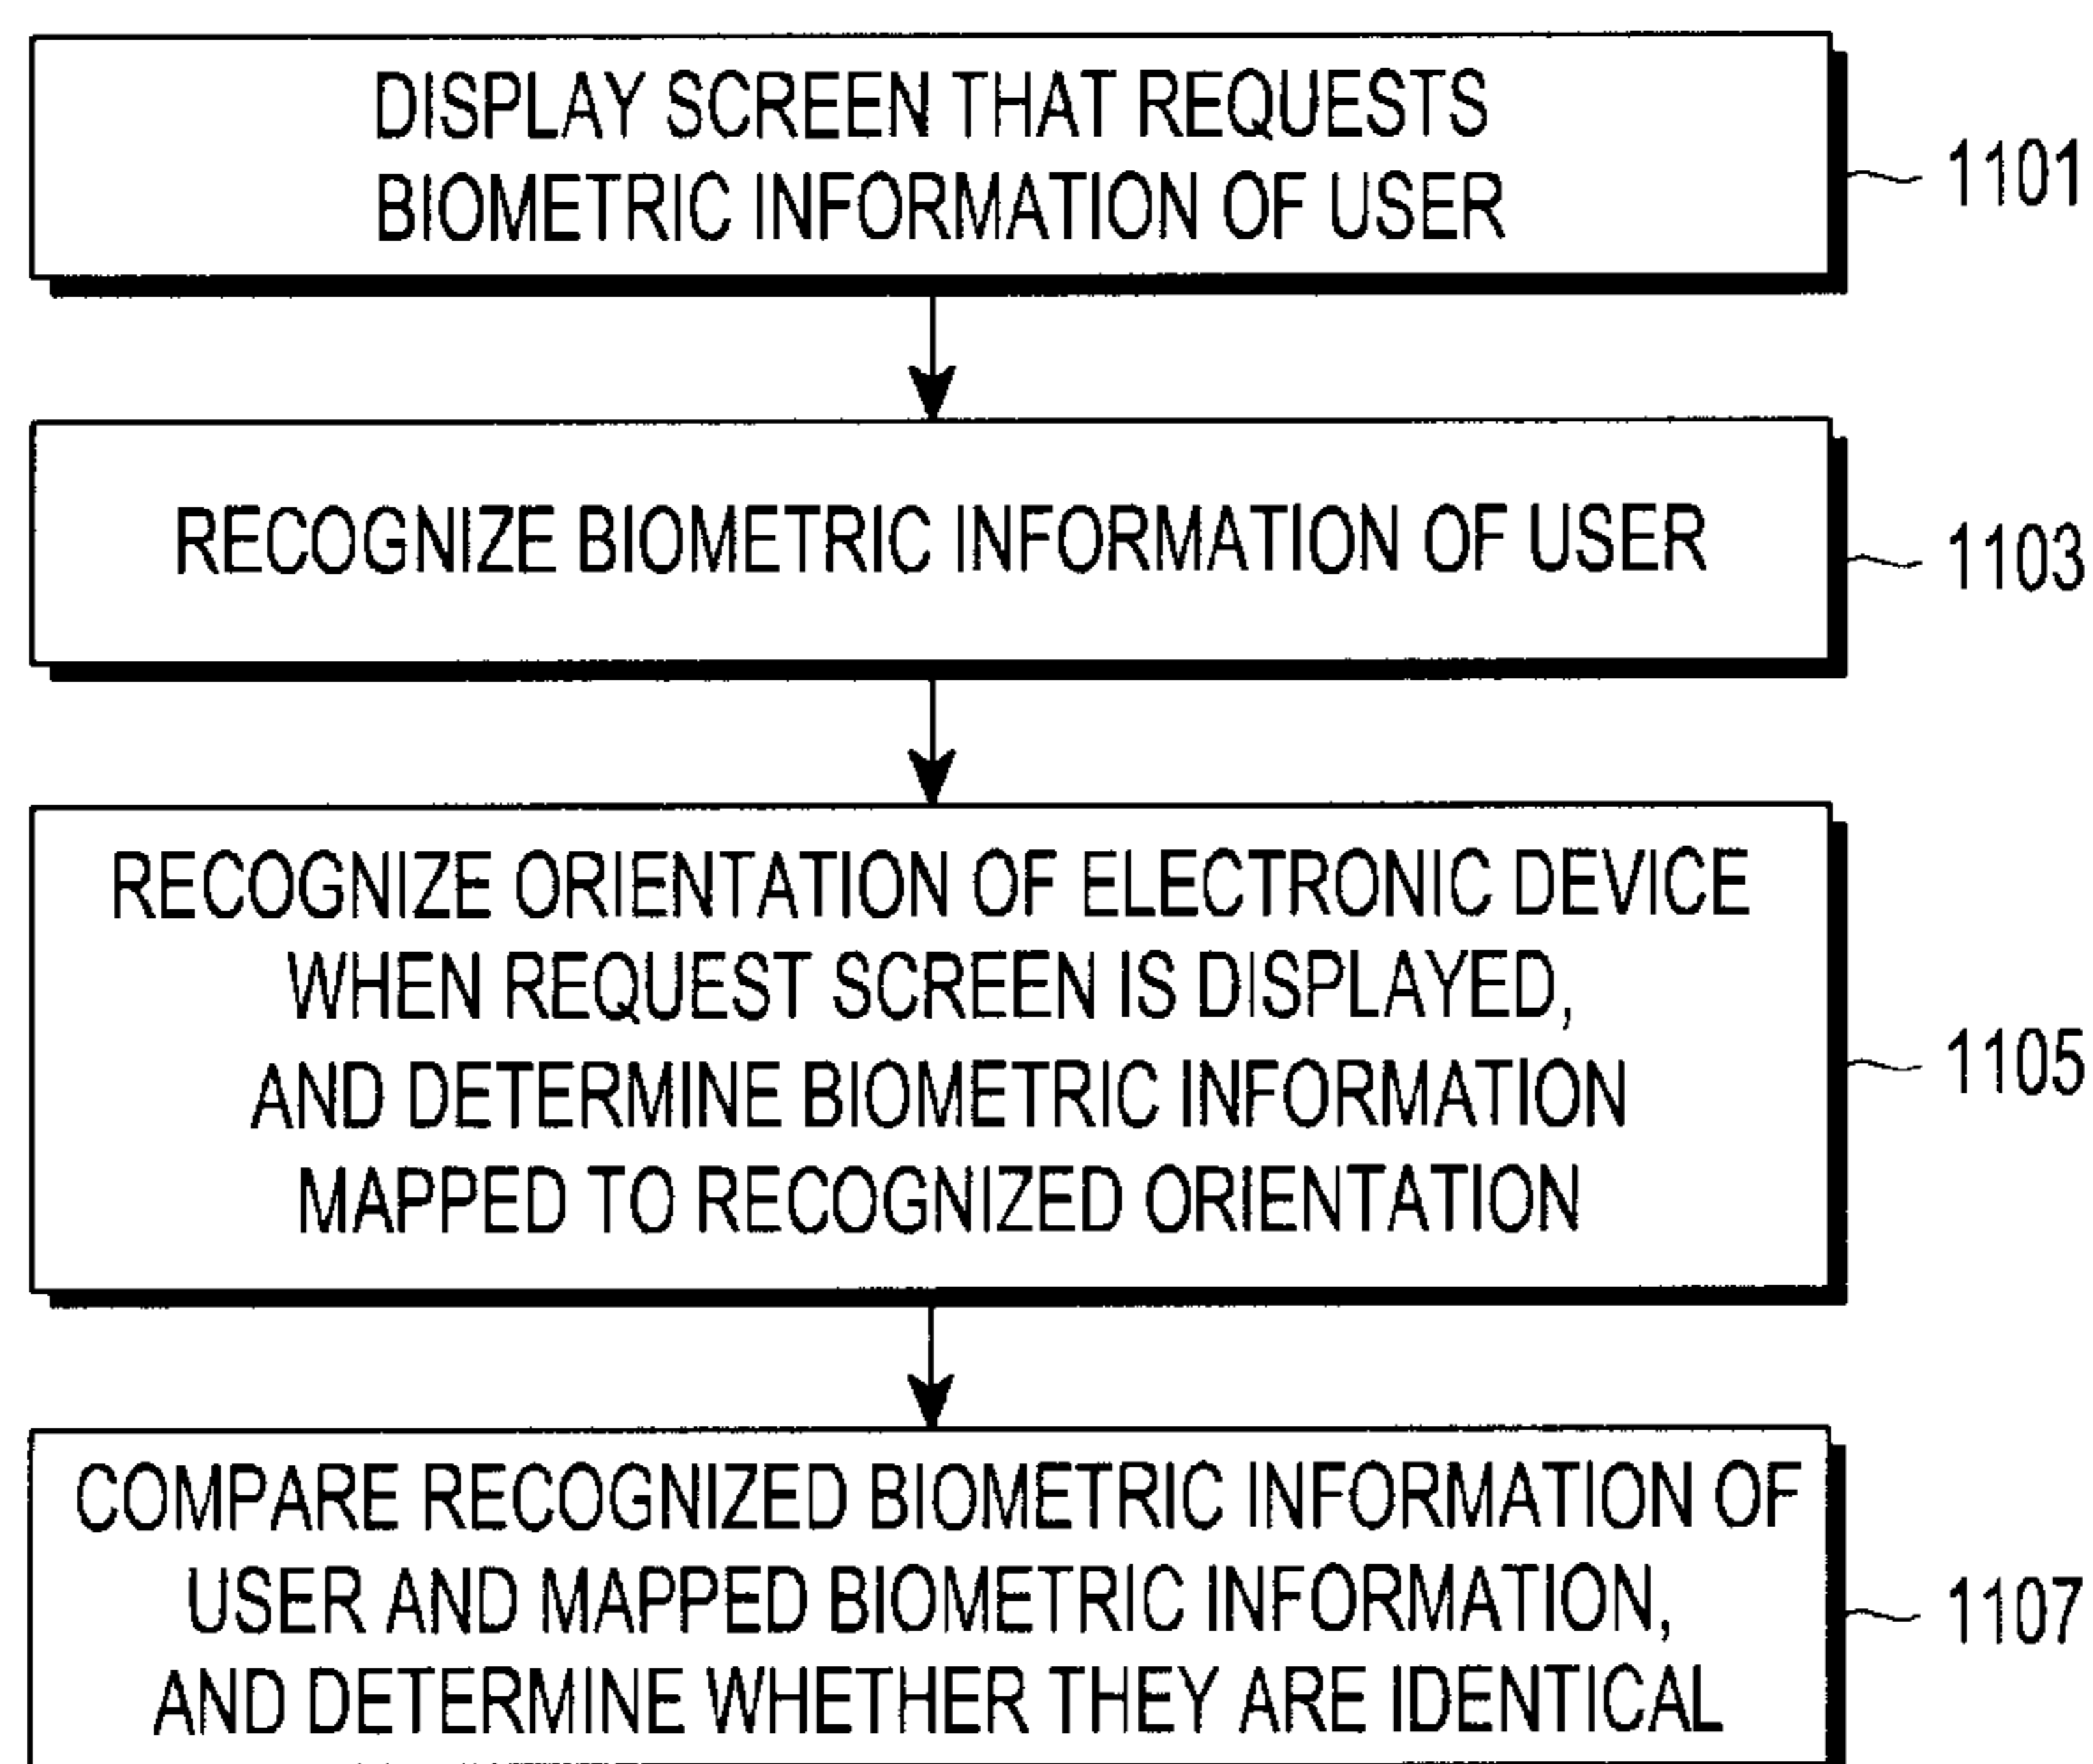 DISPLAY SCREEN THAT REQUESTS
BIOMETRIC INFORMATION OF USER
1101
RECOGNIZE BIOMETRIC INFORMATION OF USER
1103
RECOGNIZE ORIENTATION OF ELECTRONIC DEVICE
WHEN REQUEST SCREEN IS DISPLAYED,
AND DETERMINE BIOMETRIC INFORMATION
MAPPED TO RECOGNIZED ORIENTATION
1105
COMPARE RECOGNIZED BIOMETRIC INFORMATION OF
USER AND MAPPED BIOMETRIC INFORMATION,
AND DETERMINE WHETHER THEY ARE IDENTICAL
1107